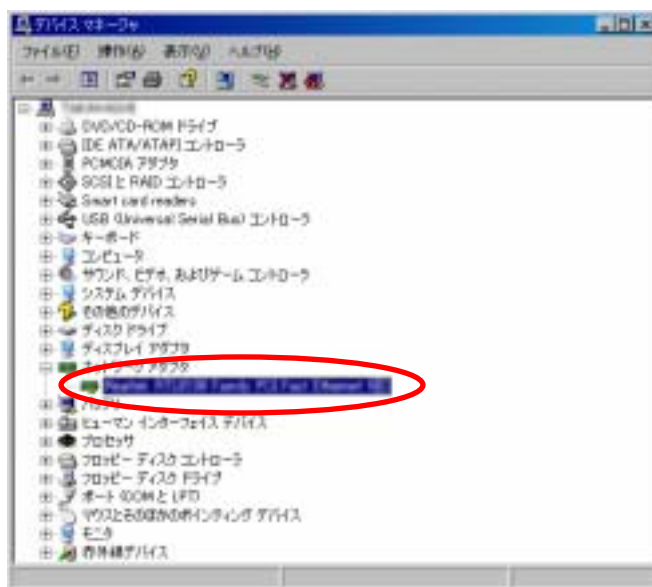 デバイス マネージャ
ファイル(F) 操作(A) 表示(V) ヘルプ(H)
DVD/CD-ROM ドライブ
IDE ATA/ATAPI コントローラ
PCMCIA アダプタ
SCSI と RAID コントローラ
Smart card readers
USB (Universal Serial Bus) コントローラ
キーボード
コンピュータ
サウンド、ビデオ、およびゲーム コントローラ
システム デバイス
その他のデバイス
ディスク ドライブ
ディスプレイ アダプタ
ネットワーク アダプタ
Realtek RTL8139 Family PCI Fast Ethernet NIC
バッテリ
ヒューマン インターフェイス デバイス
プロセッサ
フロッピー ディスク コントローラ
フロッピー ディスク ドライブ
ポート (COM と LPT)
マウスとそのほかのポインティング デバイス
モニタ
赤外線デバイス